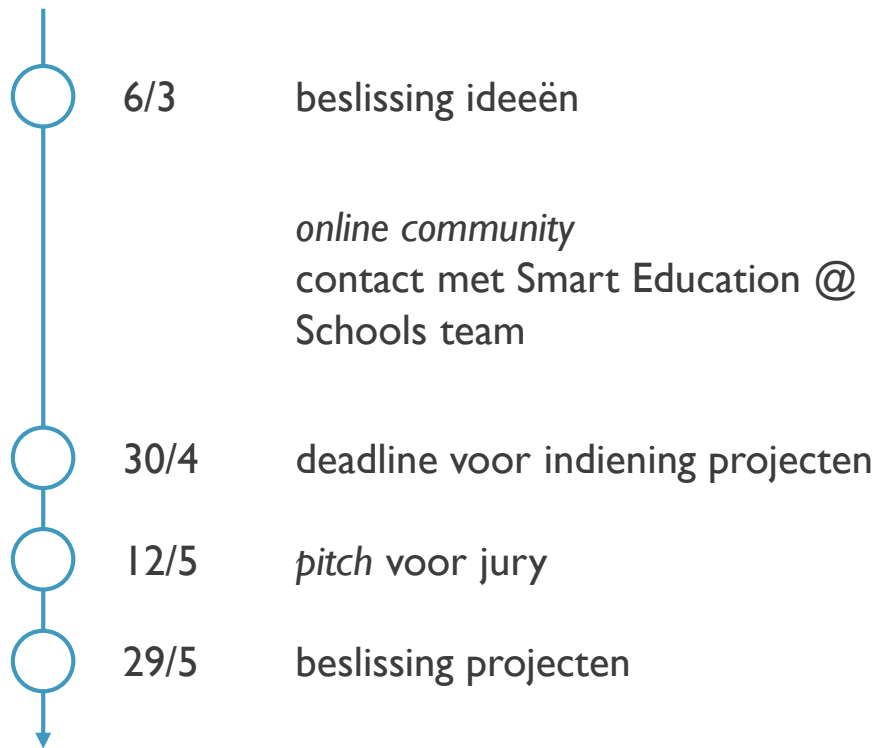 6/3 beslissing ideeën
online community
contact met Smart Education @
Schools team
30/4 deadline voor indiening projecten
12/5 pitch voor jury
29/5 beslissing projecten